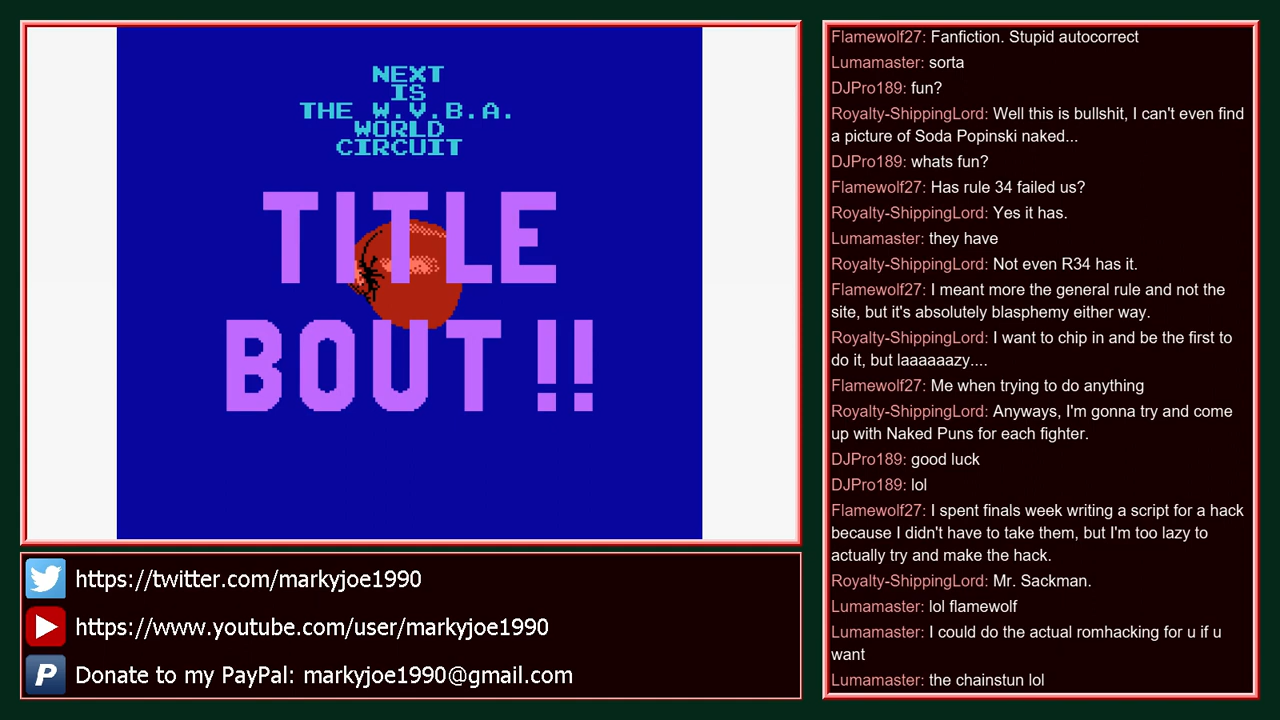 NEXT
IS
THE W.V.B.A.
WORLD
CIRCUIT
TITLE
BOUT!!
https://twitter.com/markyjoe1990
https://www.youtube.com/user/markyjoe1990
P Donate to my PayPal: markyjoe1990@gmail.com
Flamewolf27: Fanfiction. Stupid autocorrect
Lumamaster: sorta
DJPro189: fun?
Royalty-ShippingLord: Well this is bullshit, I can't even find
a picture of Soda Popinski naked...
DJPro189: whats fun?
Flamewolf27: Has rule 34 failed us?
Royalty-ShippingLord: Yes it has.
Lumamaster: they have
Royalty-ShippingLord: Not even R34 has it.
Flamewolf27: I meant more the general rule and not the
site, but it's absolutely blasphemy either way.
Royalty-ShippingLord: I want to chip in and be the first to
do it, but laaaaaazy....
Flamewolf27: Me when trying to do anything
Royalty-ShippingLord: Anyways, I'm gonna try and come
up with Naked Puns for each fighter.
DJPro189: good luck
DJPro189: lol
Flamewolf27: I spent finals week writing a script for a hack
because I didn't have to take them, but I'm too lazy to
actually try and make the hack.
Royalty-ShippingLord: Mr. Sackman.
Lumamaster: lol flamewolf
Lumamaster: I could do the actual romhacking for u if u
want
Lumamaster: the chainstun lol